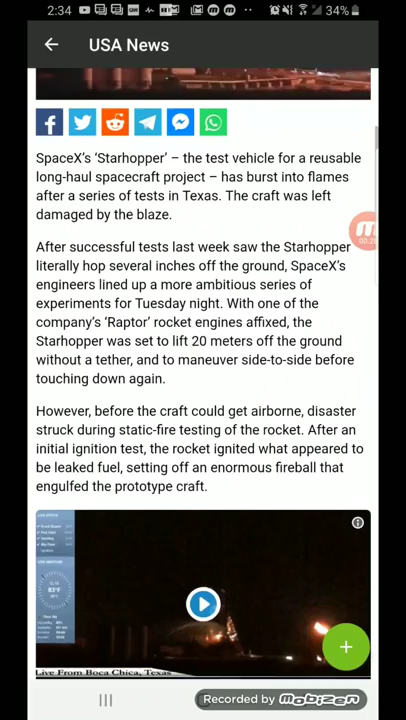 2:34
34%
USA News
SpaceX's 'Starhopper' – the test vehicle for a reusable
long-haul spacecraft project – has burst into flames
after a series of tests in Texas. The craft was left
damaged by the blaze.
After successful tests last week saw the Starhopper
literally hop several inches off the ground, SpaceX's
engineers lined up a more ambitious series of
experiments for Tuesday night. With one of the
company's 'Raptor' rocket engines affixed, the
Starhopper was set to lift 20 meters off the ground
without a tether, and to maneuver side-to-side before
touching down again.
However, before the craft could get airborne, disaster
struck during static-fire testing of the rocket. After an
initial ignition test, the rocket ignited what appeared to
be leaked fuel, setting off an enormous fireball that
engulfed the prototype craft.
83°F
Live From Boca Chica, Texas
Recorded by mobizen